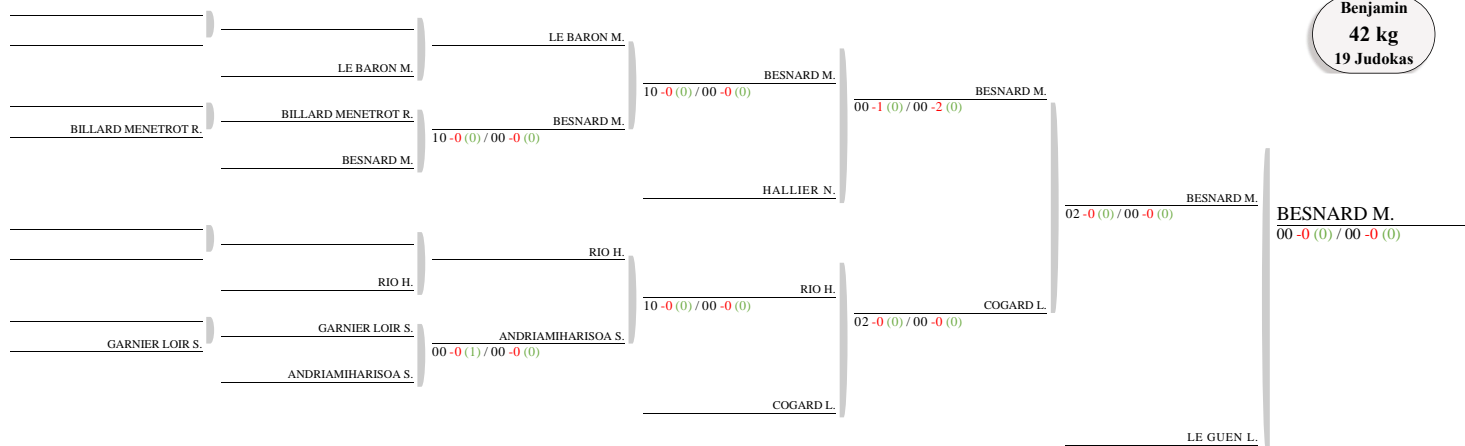 Benjamin
42 kg
19 Judokas
LE BARON M.
BILLARD MENETROT R.
BILLARD MENETROT R.
BESNARD M.
LE BARON M.
BESNARD M.
10 -0 (0) / 00 -0 (0)
BESNARD M.
10 -0 (0) / 00 -0 (0)
HALLIER N.
BESNARD M.
00 -1 (0) / 00 -2 (0)
RIO H.
GARNIER LOIR S.
GARNIER LOIR S.
ANDRIAMIHARISOA S.
RIO H.
ANDRIAMIHARISOA S.
00 -0 (1) / 00 -0 (0)
RIO H.
10 -0 (0) / 00 -0 (0)
COGARD L.
COGARD L.
02 -0 (0) / 00 -0 (0)
BESNARD M.
02 -0 (0) / 00 -0 (0)
LE GUEN L.
BESNARD M.
00 -0 (0) / 00 -0 (0)